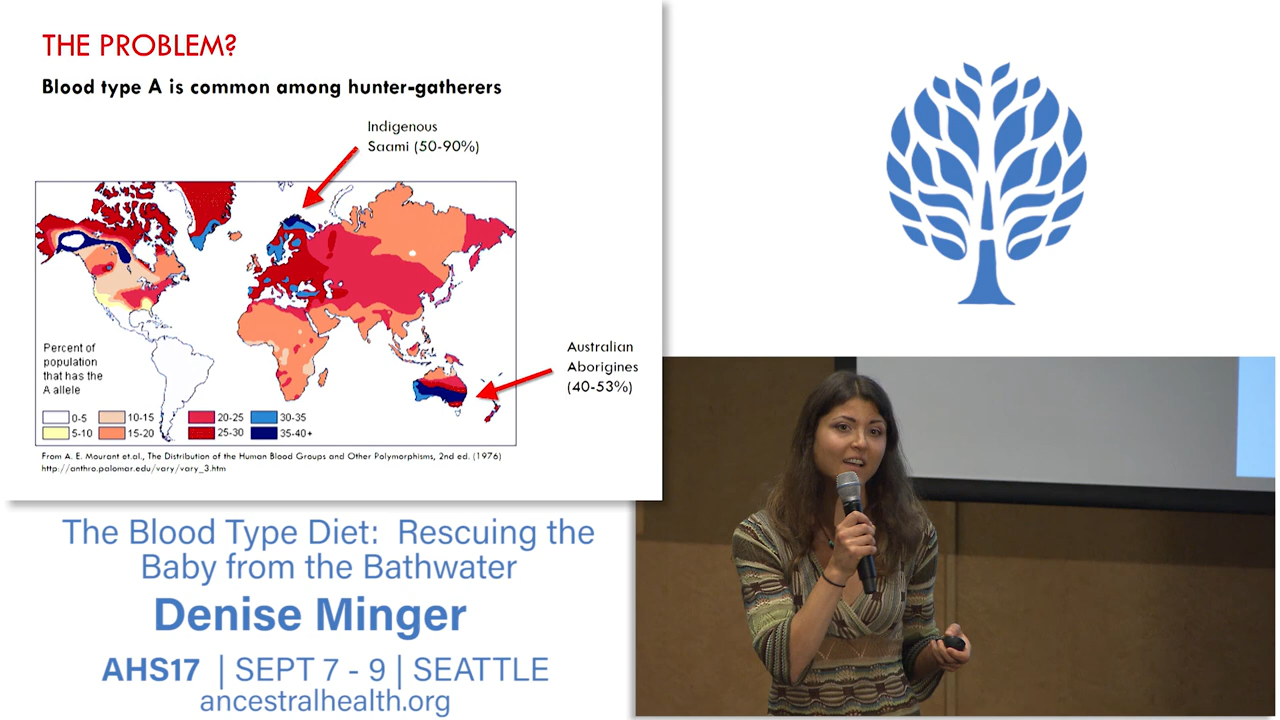 THE PROBLEM?
Blood type A is common among hunter-gatherers
Indigenous
Saami (50-90%)
Australian
Aborigines
(40-53%)
Percent of
population
that has the
A allele
0-5
10-15
20-25
30-35
5-10
15-20
25-30
35-40+
From A. E. Mourant et.al., The Distribution of the Human Blood Groups and Other Polymorphisms, 2nd ed. (1976)
http://anthro.palomar.edu/vary/vary_3.htm
The Blood Type Diet: Rescuing the
Baby from the Bathwater
Denise Minger
AHS17 | SEPT 7 - 9 | SEATTLE
ancestralhealth.org